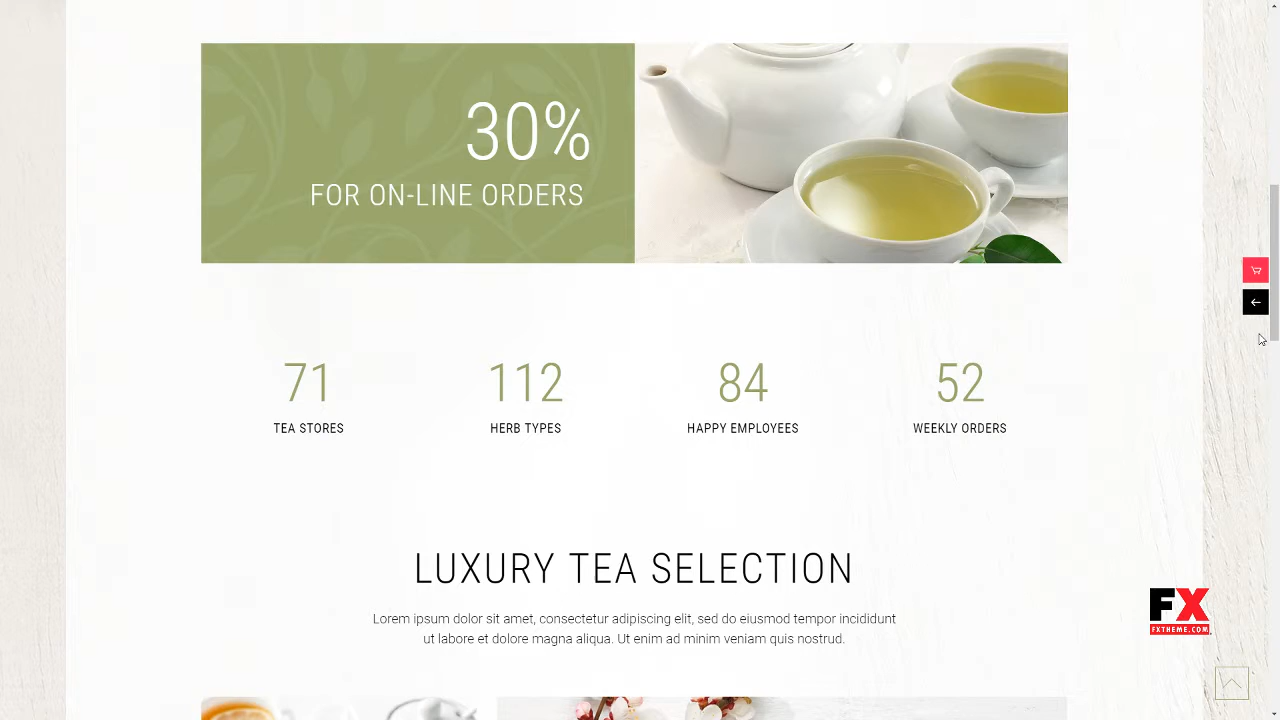 30%
FOR ON-LINE ORDERS
71
112
84
52
TEA STORES
HERB TYPES
HAPPY EMPLOYEES
WEEKLY ORDERS
LUXURY TEA SELECTION
Lorem ipsum dolor sit amet, consectetur adipiscing elit, sed do eiusmod tempor incididunt
ut labore et dolore magna aliqua. Ut enim ad minim veniam quis nostrud.
FX
FXTHEME.COM